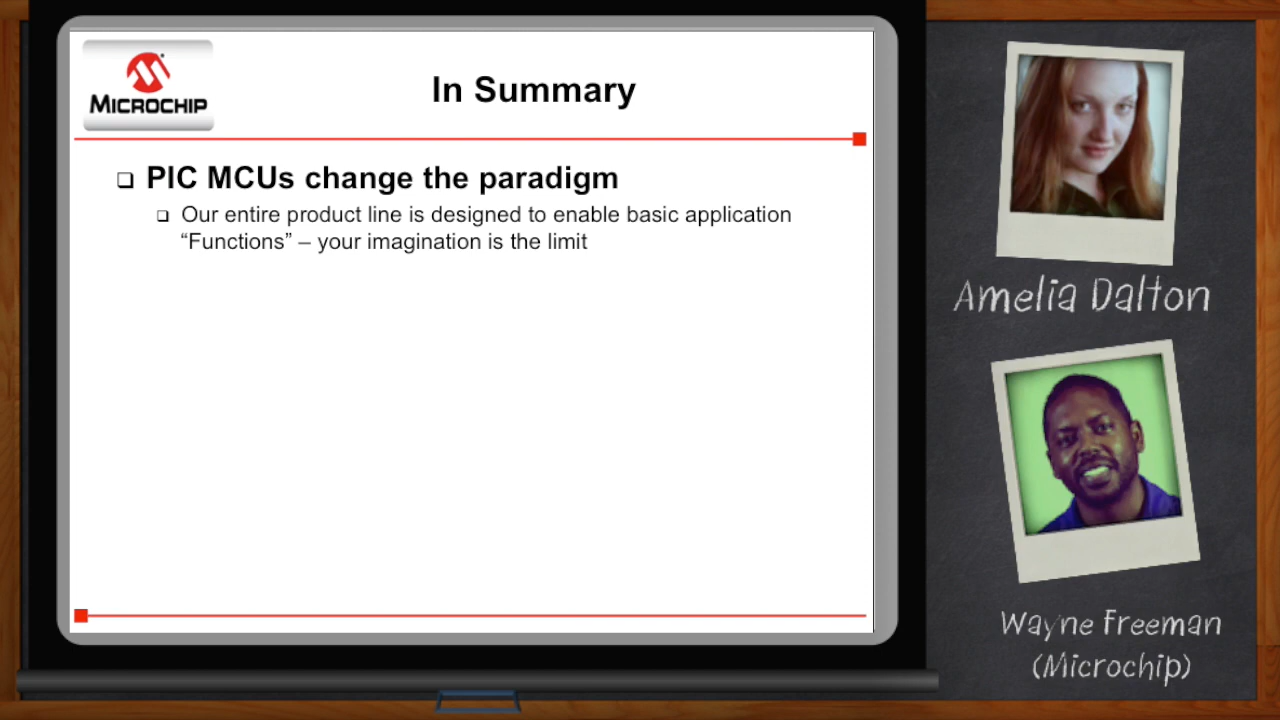 MICROCHIP
In Summary
❑ PIC MCUs change the paradigm
❑ Our entire product line is designed to enable basic application
“Functions” – your imagination is the limit
Amelia Dalton
Wayne Freeman
(Microchip)